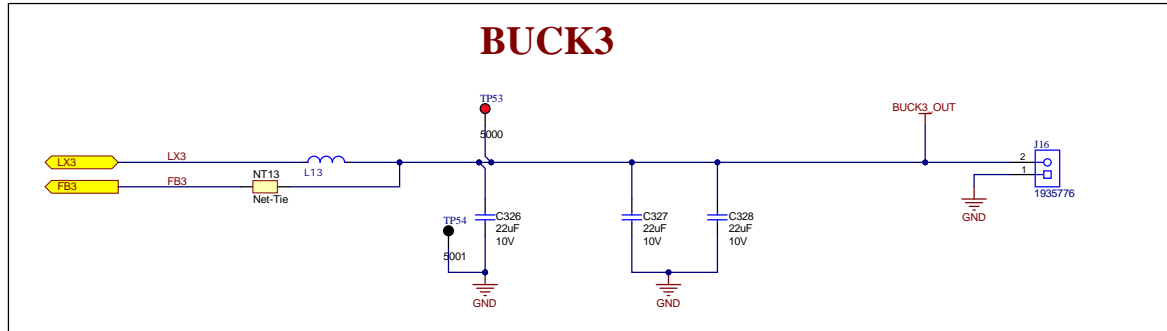 BUCK3
TP53
5000
BUCK3_OUT
J16
LX3
LX3
L13
2
1
1935776
FB3
FB3
NT13
Net-Tie
GND
TP54
5001
C326
22uF
10V
C327
22uF
10V
C328
22uF
10V
GND
GND